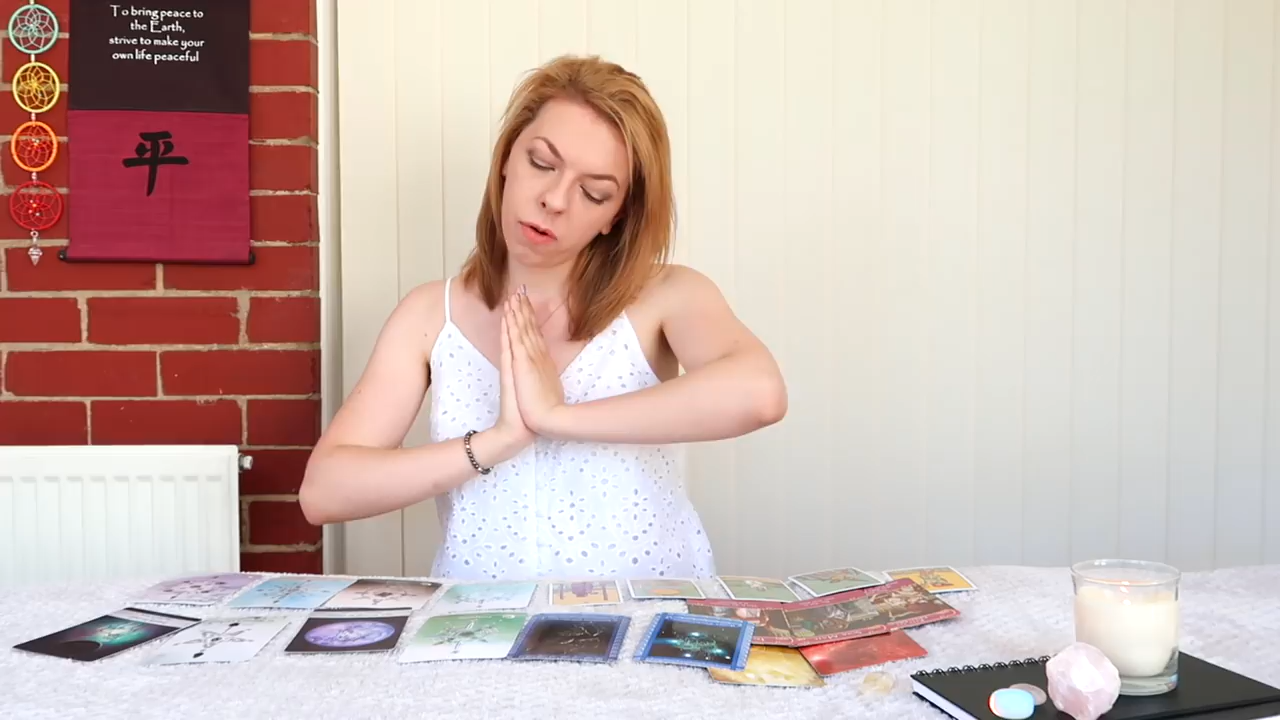 To bring peace to
the Earth,
strive to make your
own life peaceful
平